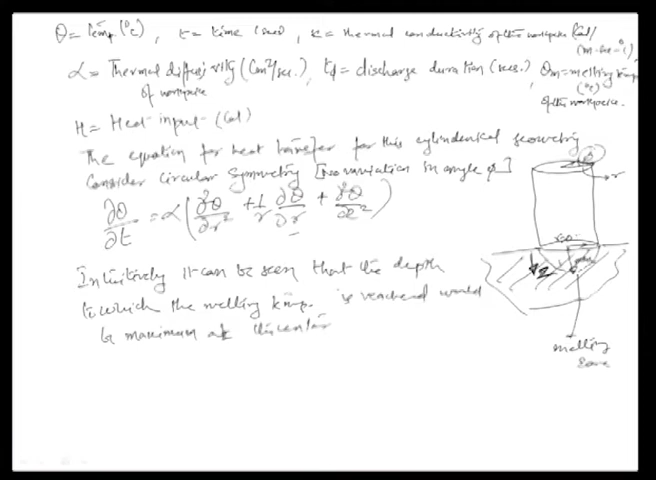 θ = Temp. (°c), t = time (sec), k = thermal conductivity of the workpiece Cal/
(m-sec-°c),
α = Thermal diffusivity (Cm²/sec.), td = discharge duration (secs.), θm = melting temp.
of workpiece (°c)
of the workpiece.
H = Heat input (Cal)
The equation for heat transfer for this cylinderical geometry
Consider Circular Symmetry [No variation in angle φ]
∂θ/∂t = α(∂²θ/∂r² + 1/r ∂θ/∂r + ∂²θ/∂z²)
r
Intuitively it can be seen that the depth
z
to which the melting temp. is reached would
be maximum at the center
melting
zone